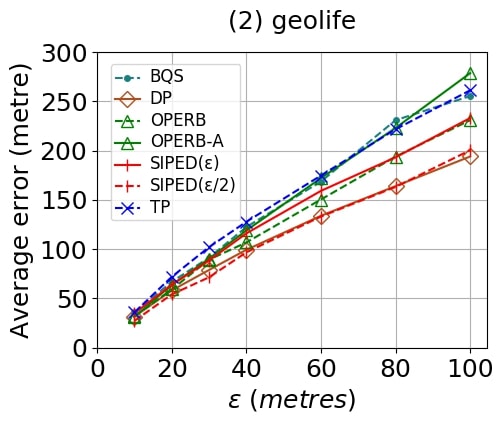 (2) geolife
Average error (metre)
300
250
200
150
100
50
0
BQS
DP
OPERB
OPERB-A
SIPED(ε)
SIPED(ε/2)
TP
0 20 40 60 80 100
ε (metres)